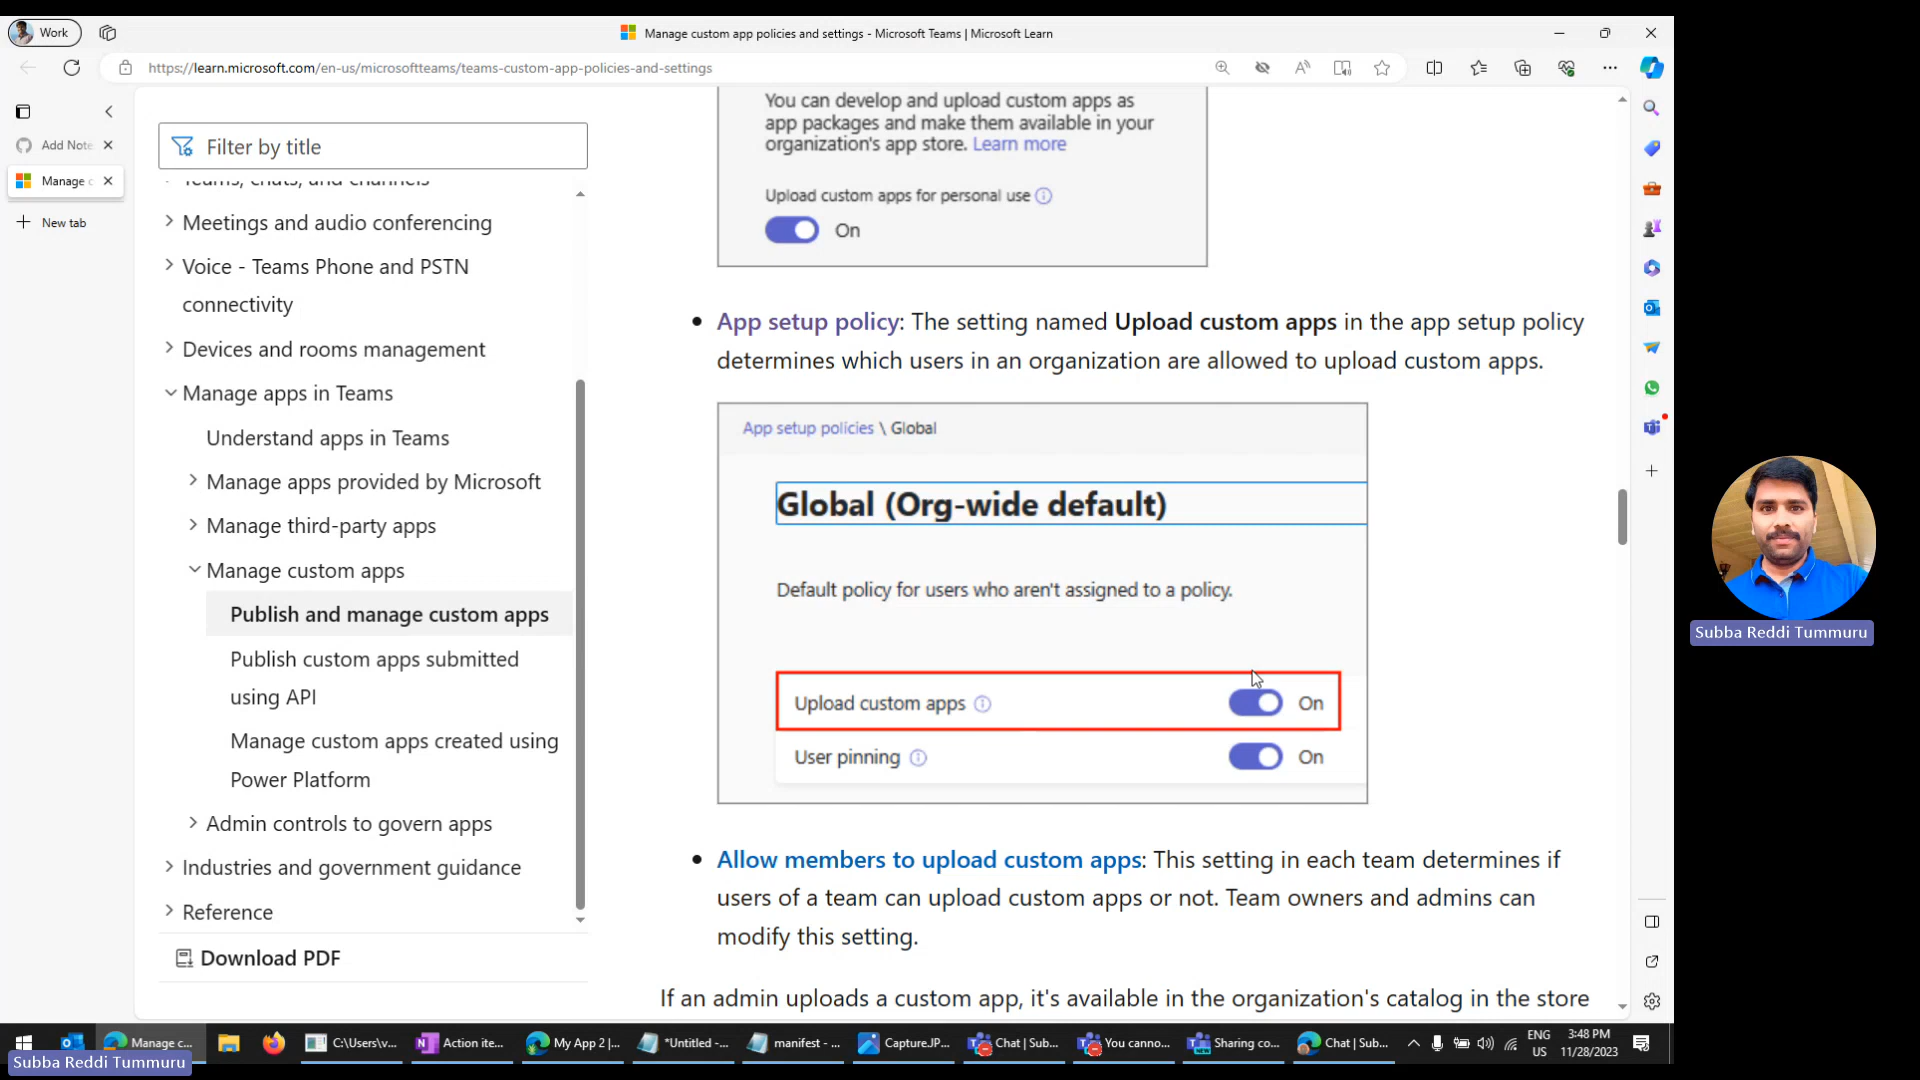 Work
Manage custom app policies and settings - Microsoft Teams | Microsoft Learn
https://learn.microsoft.com/en-us/microsoftteams/teams-custom-app-policies-and-settings
Add Note
Manage c
New tab
Filter by title
Teams, chats, and channels
Meetings and audio conferencing
Voice - Teams Phone and PSTN
connectivity
Devices and rooms management
Manage apps in Teams
Understand apps in Teams
Manage apps provided by Microsoft
Manage third-party apps
Manage custom apps
Publish and manage custom apps
Publish custom apps submitted
using API
Manage custom apps created using
Power Platform
Admin controls to govern apps
Industries and government guidance
Reference
Download PDF
You can develop and upload custom apps as
app packages and make them available in your
organization's app store. Learn more
Upload custom apps for personal use
On
• App setup policy: The setting named Upload custom apps in the app setup policy
determines which users in an organization are allowed to upload custom apps.
App setup policies \ Global
Global (Org-wide default)
Default policy for users who aren't assigned to a policy.
Upload custom apps On
User pinning On
• Allow members to upload custom apps: This setting in each team determines if
users of a team can upload custom apps or not. Team owners and admins can
modify this setting.
If an admin uploads a custom app, it's available in the organization's catalog in the store
Subba Reddi Tummuru
Manage c...
C:\Users\v...
Action ite...
My App 2 |...
*Untitled -...
manifest - ...
CaptureJP...
Chat | Sub...
You canno...
Sharing co...
Chat | Sub...
ENG
US
3:48 PM
11/28/2023
Subba Reddi Tummuru